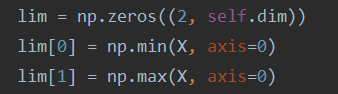 lim = np.zeros((2, self.dim))
lim[0] = np.min(X, axis=0)
lim[1] = np.max(X, axis=0)